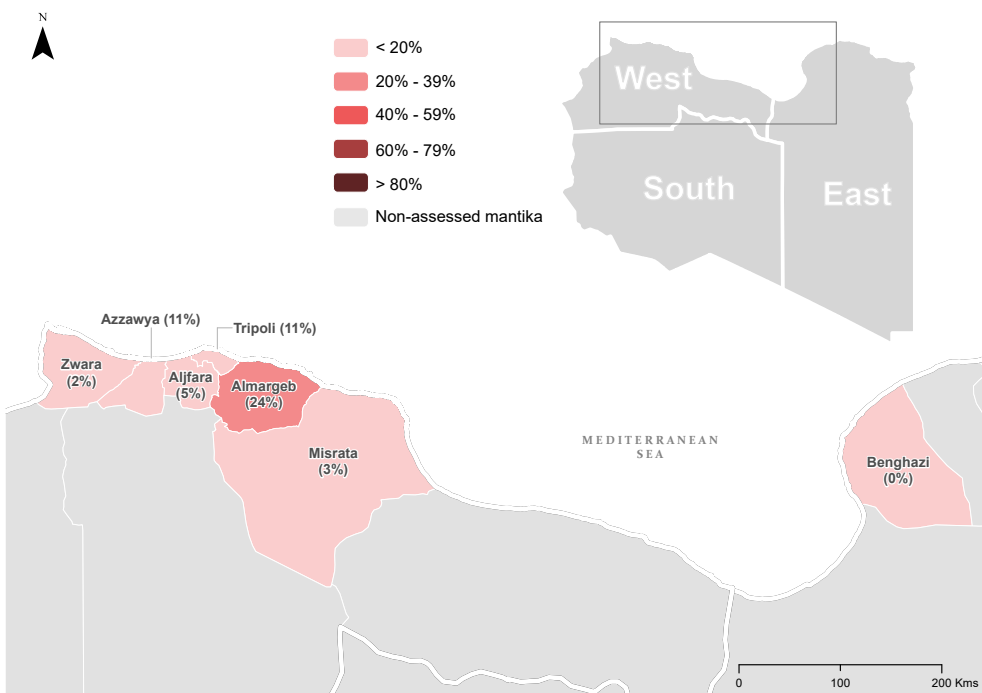 N
< 20%
20% - 39%
40% - 59%
60% - 79%
> 80%
Non-assessed mantika
West
South
East
Azzawya (11%)
Tripoli (11%)
Zwara
(2%)
Aljfara
(5%)
Almargeb
(24%)
Misrata
(3%)
MEDITERRANEAN
SEA
Benghazi
(0%)
0 100 200 Kms